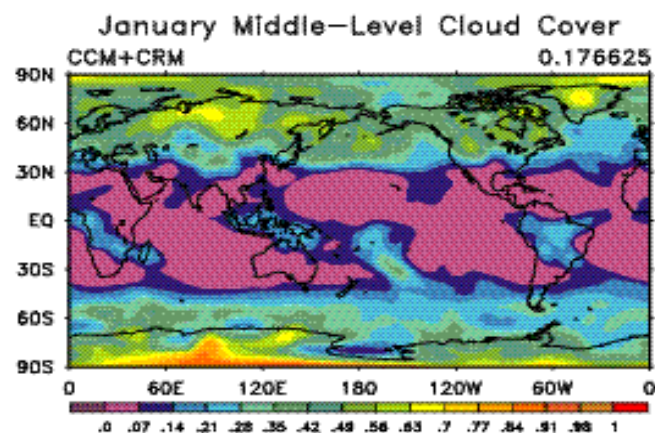 January Middle-Level Cloud Cover
CCM+CRM 0.176625
90N
60N
30N
EQ
30S
60S
90S
0 60E 120E 180 120W 60W 0
.0 .07 .14 .21 .28 .35 .42 .49 .56 .63 .7 .77 .84 .91 .98 1